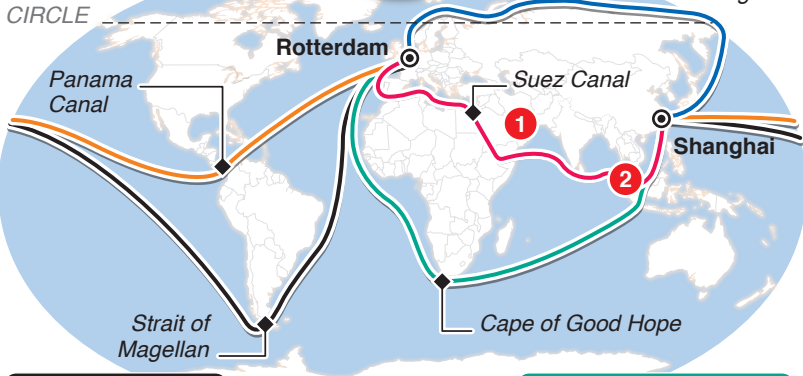 CIRCLE
Rotterdam
Panama
Canal
Suez Canal
1
Shanghai
2
Strait of
Magellan
Cape of Good Hope